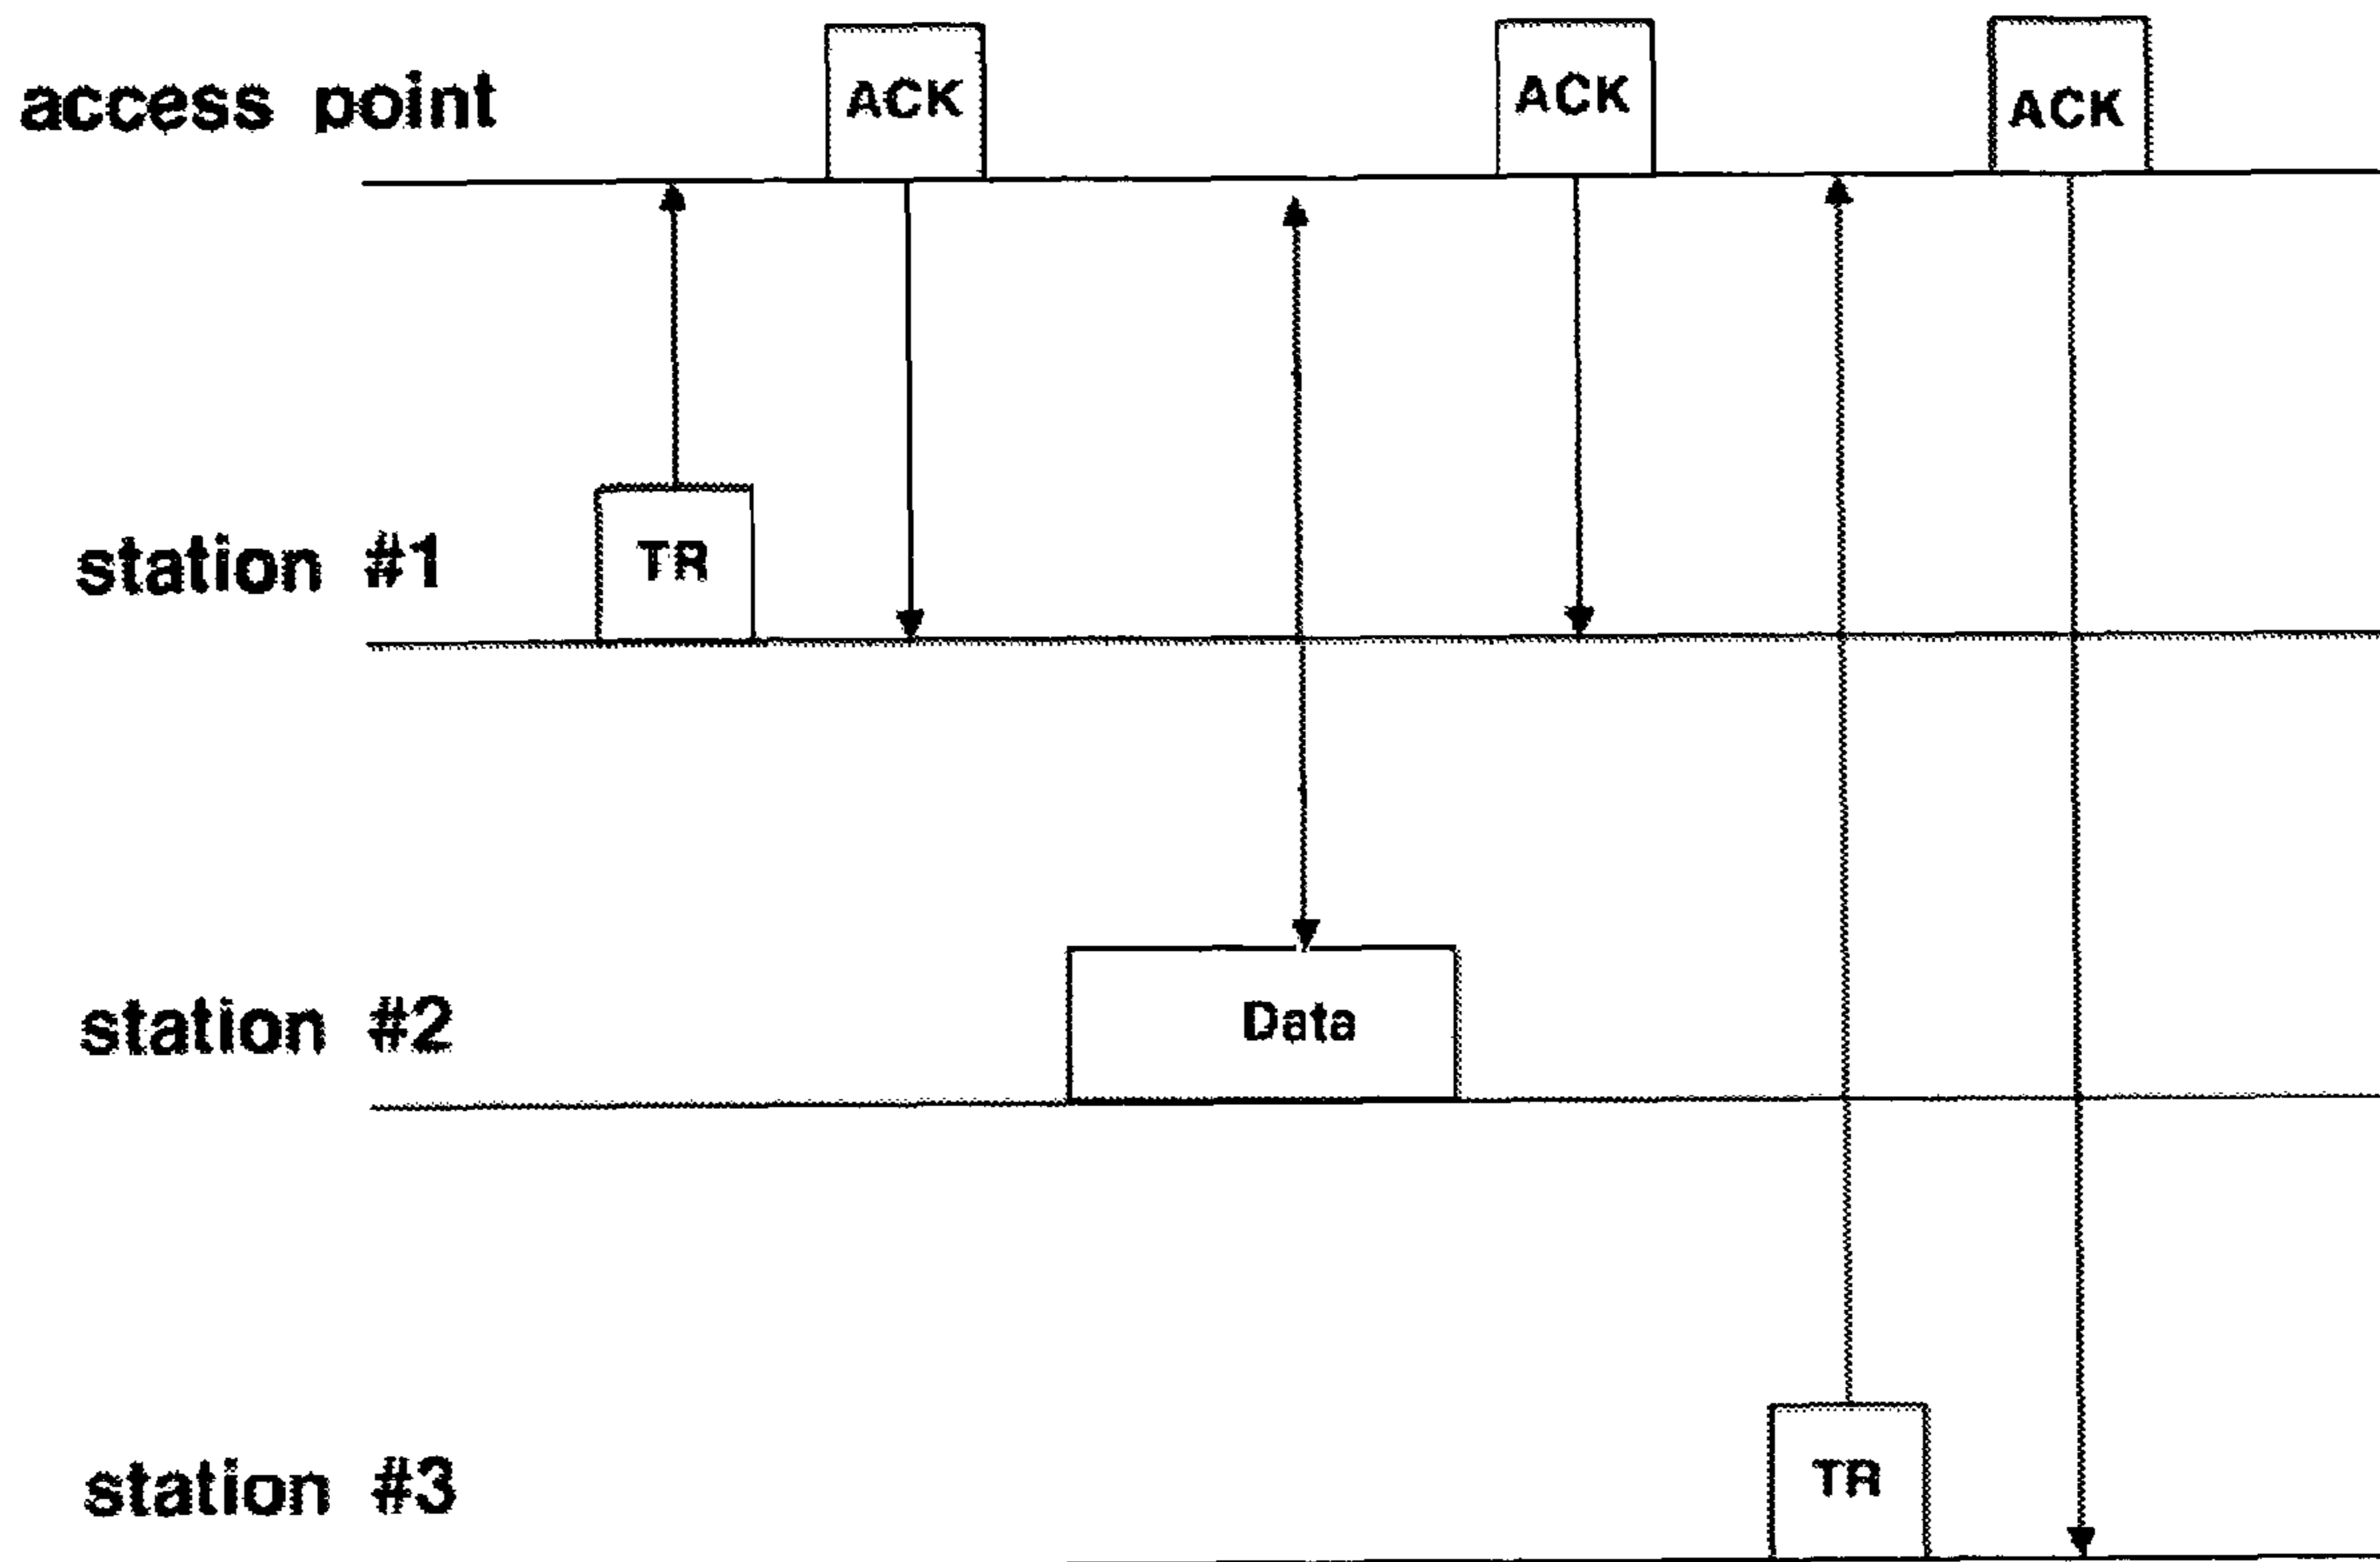 access point
ACK
ACK
ACK
station #1
TR
station #2
Data
station #3
TR